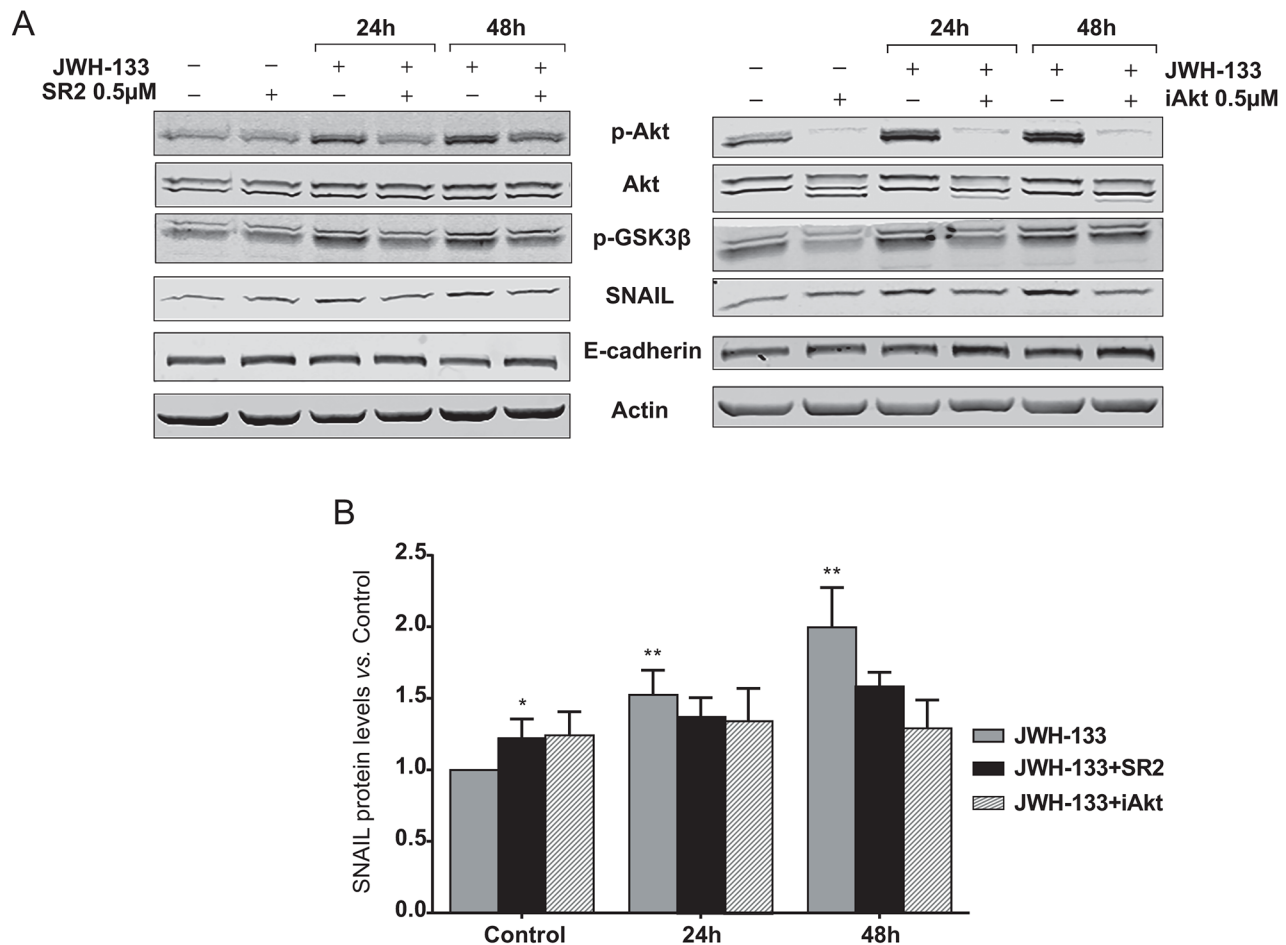 A
24h 48h
JWH-133 − − + + + +
SR2 0.5µM − + − + − +
24h 48h
− − + + + + JWH-133
− + − + − + iAkt 0.5µM
p-Akt
Akt
p-GSK3β
SNAIL
E-cadherin
Actin
B
SNAIL protein levels vs. Control
2.5
2.0
1.5
1.0
0.5
0.0
*
**
**
Control 24h 48h
JWH-133
JWH-133+SR2
JWH-133+iAkt